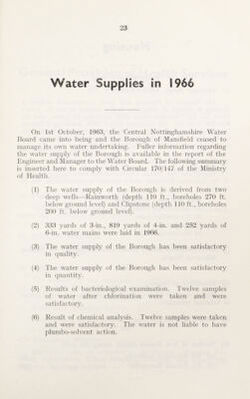 23
Water Supplies in 1966
On 1st October, 1963, the Central Nottinghamshire Water
Board came into being and the Borough of Mansfield ceased to
manage its own water undertaking. Fuller information regarding
the water supply of the Borough is available in the report of the
Engineer and Manager to the Water Board. The following summary
is inserted here to comply with Circular 170/147 of the Ministry
of Health.
(1) The water supply of the Borough is derived from two
deep wells—Rainworth (depth 119 ft., boreholes 270 ft.
below ground level) and Clipstone (depth 110 ft., boreholes
200 ft. below ground level).
(2) 333 yards of 3-in., 819 yards of 4-in. and 252 yards of
6-in. water mains were laid in 1966.
(3) The water supply of the Borough has been satisfactory
in quality.
(4) The water supply of the Borough has been satisfactory
in quantity.
(5) Results of bacteriological examination. Twelve samples
of water after chlorination were taken and were
satisfactory.
(6) Result of chemical analysis. Twelve samples were taken
and were satisfactory. The water is not liable to have
plumbo-solvent action.